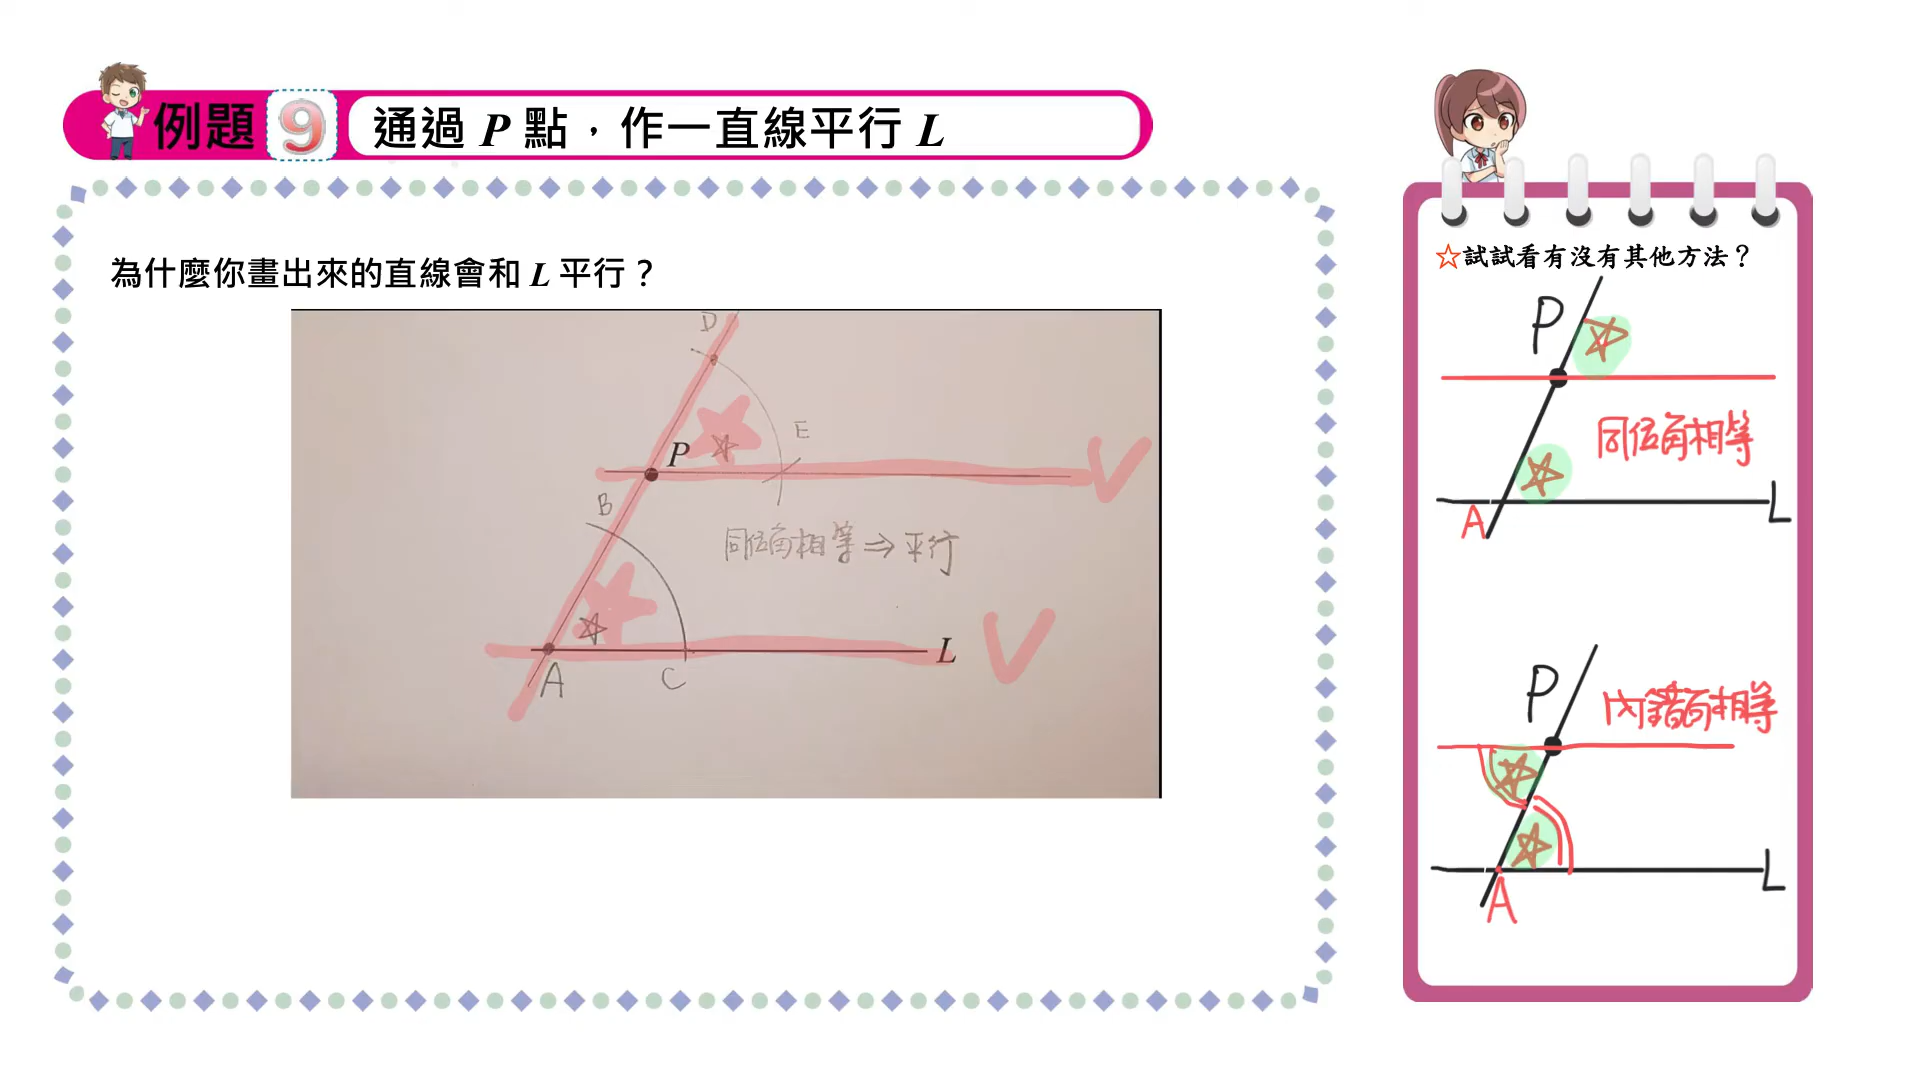 例題 9 通過 P 點，作一直線平行 L
為什麼你畫出來的直線會和 L 平行？
D
E
P
B
同位角相等⇒平行
L
A
C
☆試試看有沒有其他方法？
P
同位角相等
L
A
P
內錯角相等
L
A